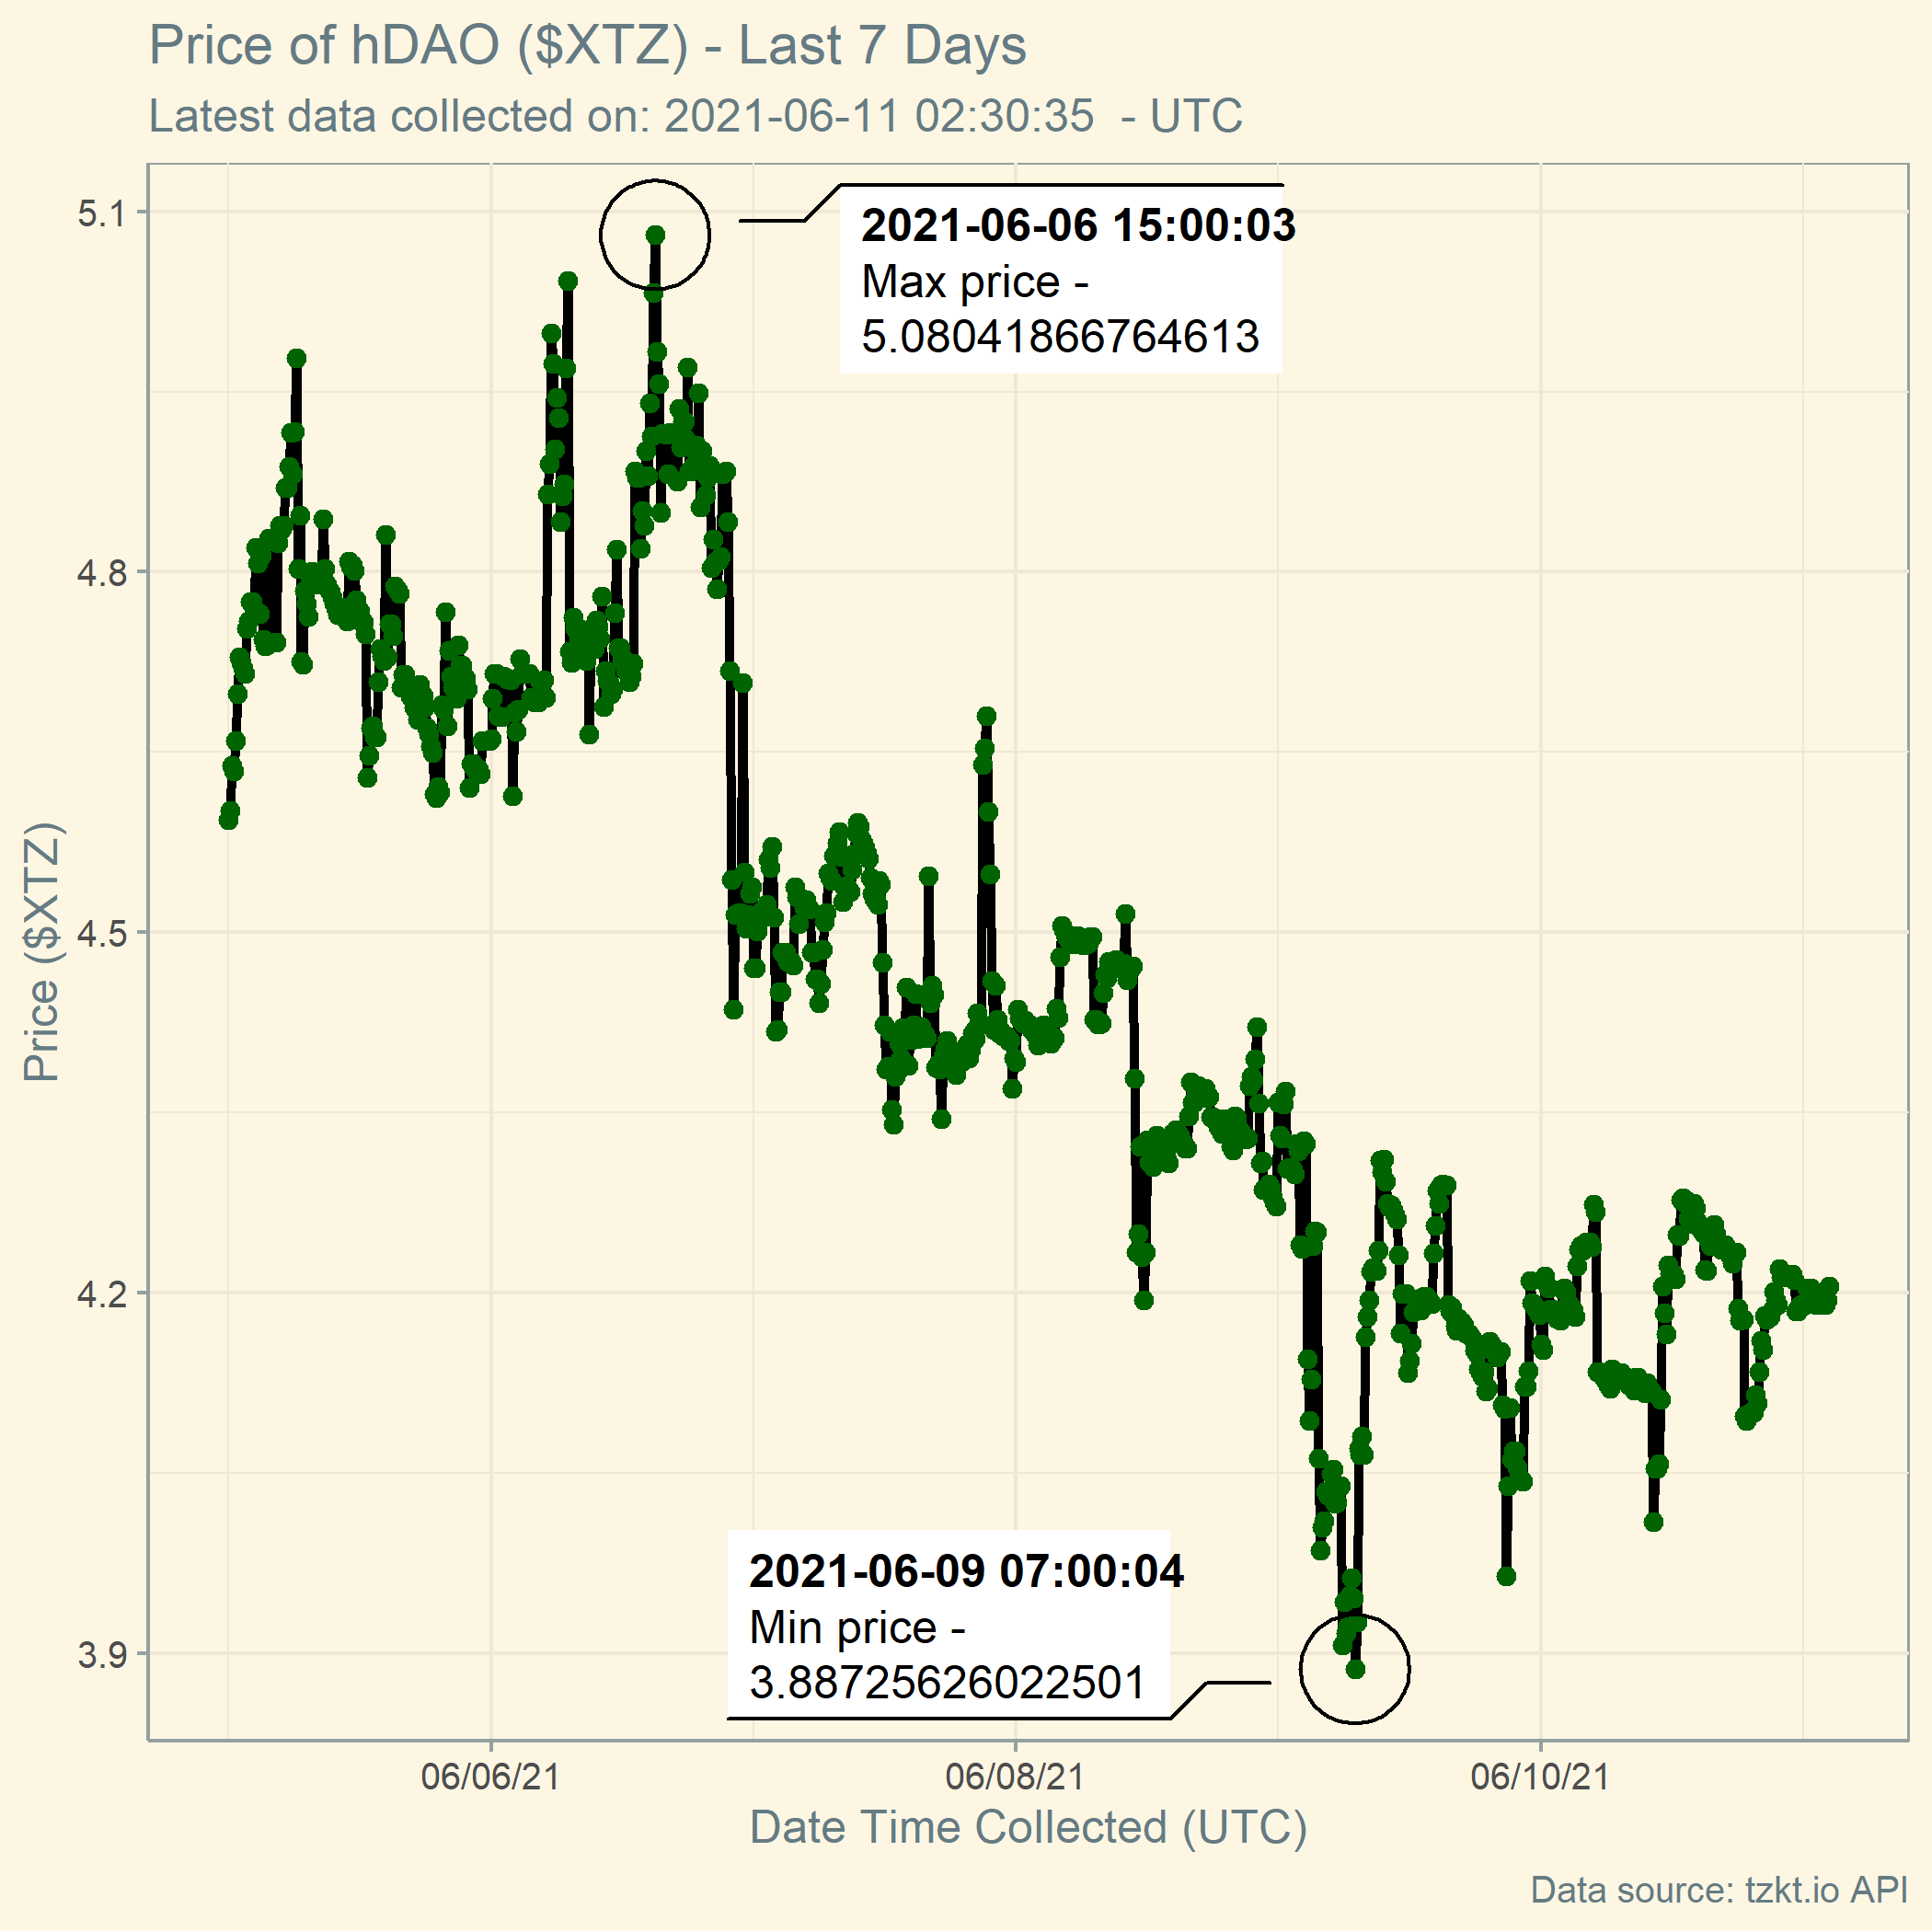 Price of hDAO ($XTZ) - Last 7 Days
Latest data collected on: 2021-06-11 02:30:35  - UTC
5.1
4.8
4.5
4.2
3.9
Price ($XTZ)
2021-06-06 15:00:03
Max price -
5.08041866764613
2021-06-09 07:00:04
Min price -
3.88725626022501
06/06/21
06/08/21
06/10/21
Date Time Collected (UTC)
Data source: tzkt.io API